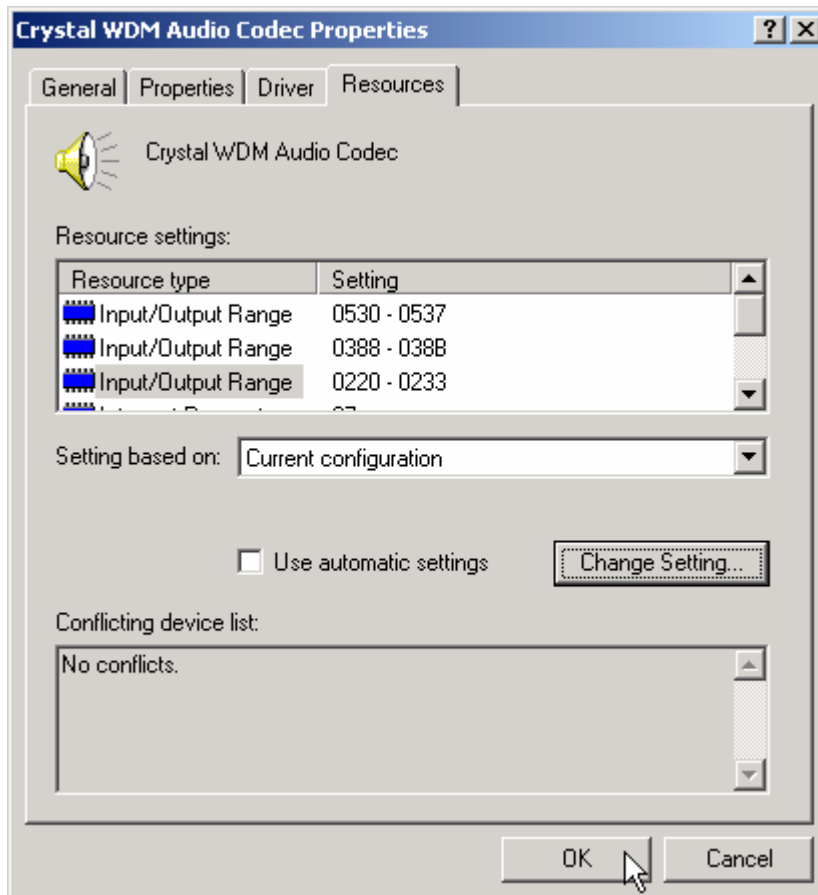 Crystal WDM Audio Codec Properties
General Properties Driver Resources
Crystal WDM Audio Codec
Resource settings:
Resource type Setting
Input/Output Range 0530 - 0537
Input/Output Range 0388 - 038B
Input/Output Range 0220 - 0233
Setting based on: Current configuration
Use automatic settings Change Setting...
Conflicting device list:
No conflicts.
OK Cancel